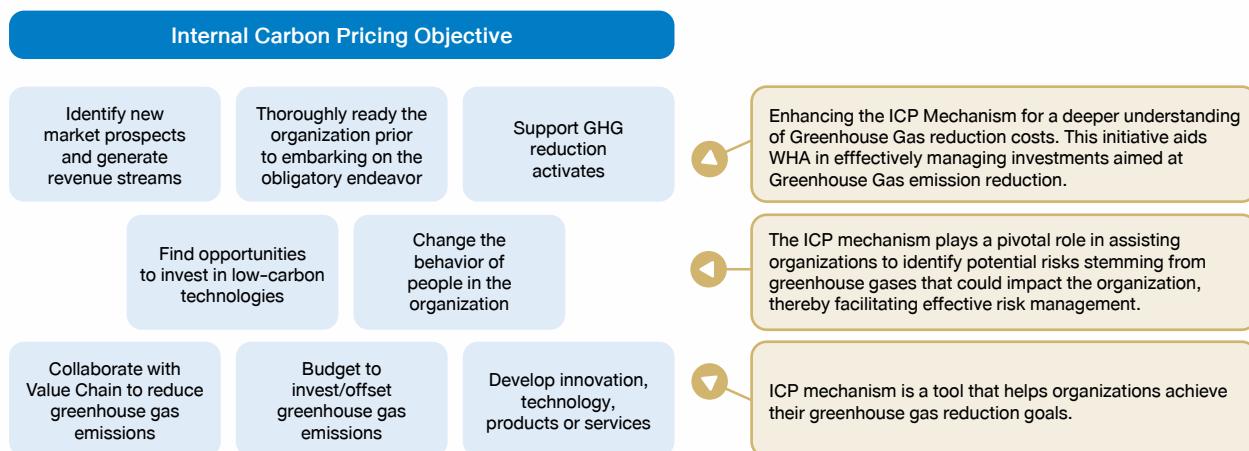 Internal Carbon Pricing Objective
Identify new
market prospects
and generate
revenue streams
Thoroughly ready the
organization prior
to embarking on the
obligatory endeavor
Support GHG
reduction
activates
Enhancing the ICP Mechanism for a deeper understanding
of Greenhouse Gas reduction costs. This initiative aids
WHA in efffectively managing investments aimed at
Greenhouse Gas emission reduction.
Find opportunities
to invest in low-carbon
technologies
Change the
behavior of
people in the
organization
The ICP mechanism plays a pivotal role in assisting
organizations to identify potential risks stemming from
greenhouse gases that could impact the organization,
thereby facilitating effective risk management.
Collaborate with
Value Chain to reduce
greenhouse gas
emissions
Budget to
invest/offset
greenhouse gas
emissions
Develop innovation,
technology,
products or services
ICP mechanism is a tool that helps organizations achieve
their greenhouse gas reduction goals.